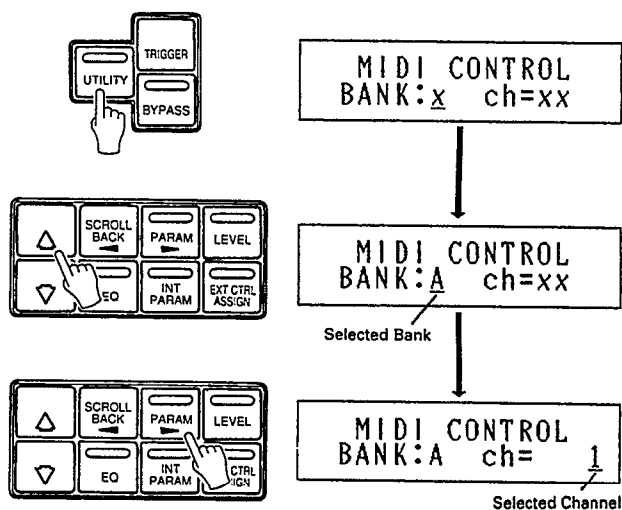 TRIGGER
UTILITY
BYPASS
MIDI CONTROL
BANK:x ch=xx
SCROLL BACK PARAM LEVEL
EQ INT PARAM EXT CTRL ASSIGN
MIDI CONTROL
BANK:A ch=xx
Selected Bank
SCROLL BACK PARAM LEVEL
EQ INT PARAM CTRL IGN
MIDI CONTROL
BANK:A ch= 1
Selected Channel